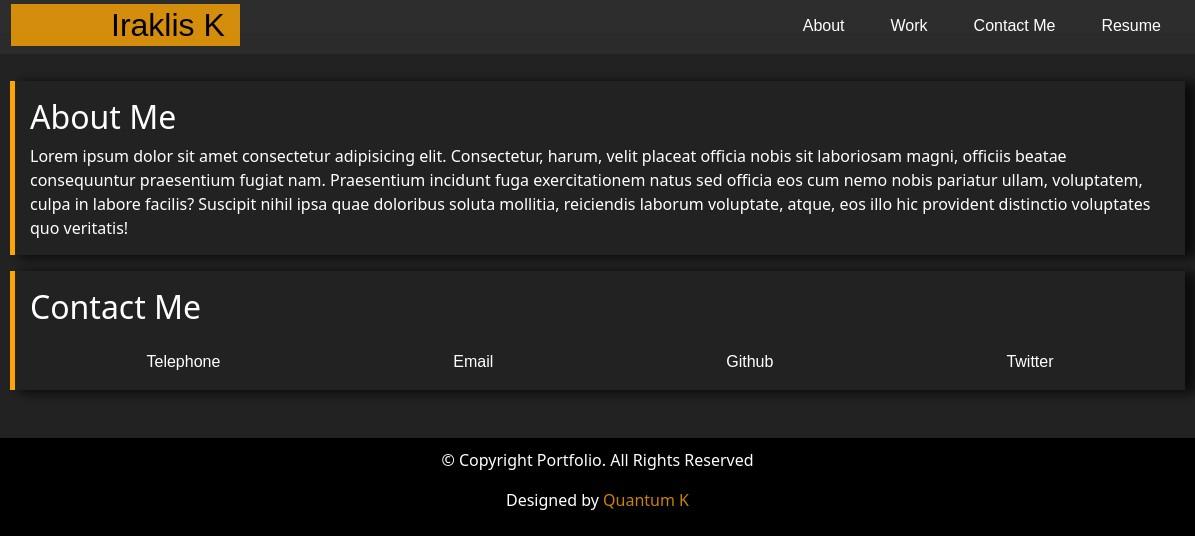 Iraklis K
About Work Contact Me Resume
About Me
Lorem ipsum dolor sit amet consectetur adipisicing elit. Consectetur, harum, velit placeat officia nobis sit laboriosam magni, officiis beatae
consequuntur praesentium fugiat nam. Praesentium incidunt fuga exercitationem natus sed officia eos cum nemo nobis pariatur ullam, voluptatem,
culpa in labore facilis? Suscipit nihil ipsa quae doloribus soluta mollitia, reiciendis laborum voluptate, atque, eos illo hic provident distinctio voluptates
quo veritatis!
Contact Me
Telephone Email Github Twitter
© Copyright Portfolio. All Rights Reserved
Designed by Quantum K